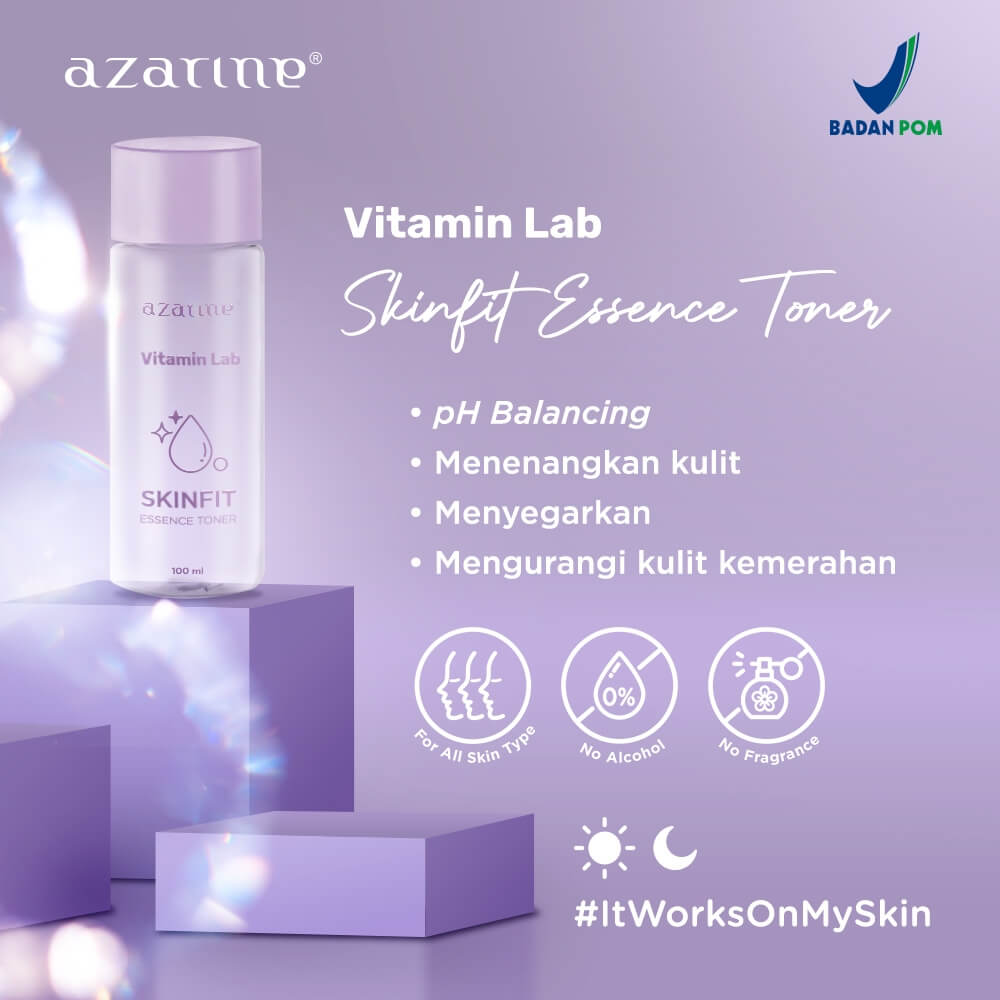 azarine®
BADAN POM
azarine
Vitamin Lab
SKINFIT
ESSENCE TONER
100 ml
Vitamin Lab
Skinfit Essence Toner
• pH Balancing
• Menenangkan kulit
• Menyegarkan
• Mengurangi kulit kemerahan
For All Skin Type
0%
No Alcohol
No Fragrance
#ItWorksOnMySkin